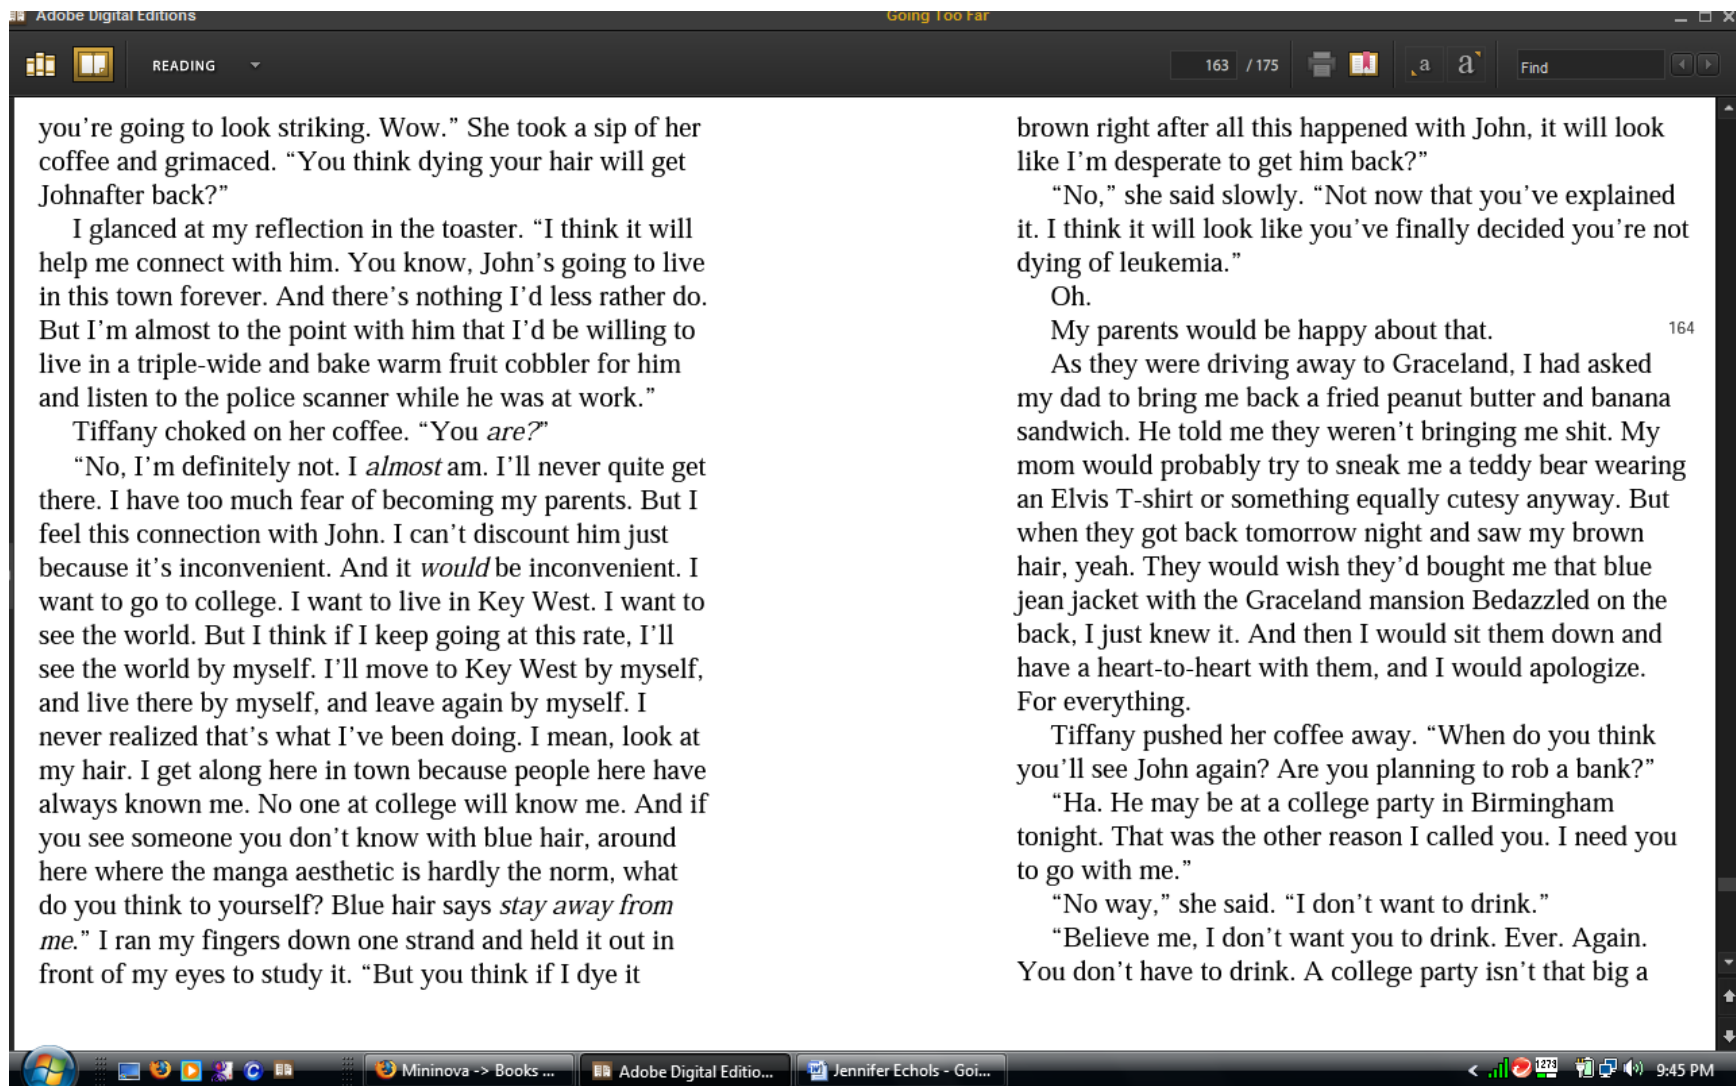 Adobe Digital Editions
Going Too Far
READING
163 / 175
a a
Find
you're going to look striking. Wow.” She took a sip of her
coffee and grimaced. “You think dying your hair will get
Johnafter back?”
I glanced at my reflection in the toaster. “I think it will
help me connect with him. You know, John’s going to live
in this town forever. And there’s nothing I’d less rather do.
But I’m almost to the point with him that I’d be willing to
live in a triple-wide and bake warm fruit cobbler for him
and listen to the police scanner while he was at work.”
Tiffany choked on her coffee. “You are?”
“No, I’m definitely not. I almost am. I’ll never quite get
there. I have too much fear of becoming my parents. But I
feel this connection with John. I can’t discount him just
because it’s inconvenient. And it would be inconvenient. I
want to go to college. I want to live in Key West. I want to
see the world. But I think if I keep going at this rate, I’ll
see the world by myself. I’ll move to Key West by myself,
and live there by myself, and leave again by myself. I
never realized that’s what I’ve been doing. I mean, look at
my hair. I get along here in town because people here have
always known me. No one at college will know me. And if
you see someone you don’t know with blue hair, around
here where the manga aesthetic is hardly the norm, what
do you think to yourself? Blue hair says stay away from
me.” I ran my fingers down one strand and held it out in
front of my eyes to study it. “But you think if I dye it
brown right after all this happened with John, it will look
like I’m desperate to get him back?”
“No,” she said slowly. “Not now that you’ve explained
it. I think it will look like you’ve finally decided you’re not
dying of leukemia.”
Oh.
My parents would be happy about that.
164
As they were driving away to Graceland, I had asked
my dad to bring me back a fried peanut butter and banana
sandwich. He told me they weren’t bringing me shit. My
mom would probably try to sneak me a teddy bear wearing
an Elvis T-shirt or something equally cutesy anyway. But
when they got back tomorrow night and saw my brown
hair, yeah. They would wish they’d bought me that blue
jean jacket with the Graceland mansion Bedazzled on the
back, I just knew it. And then I would sit them down and
have a heart-to-heart with them, and I would apologize.
For everything.
Tiffany pushed her coffee away. “When do you think
you’ll see John again? Are you planning to rob a bank?”
“Ha. He may be at a college party in Birmingham
tonight. That was the other reason I called you. I need you
to go with me.”
“No way,” she said. “I don’t want to drink.”
“Believe me, I don’t want you to drink. Ever. Again.
You don’t have to drink. A college party isn’t that big a
Mininova -> Books ...
Adobe Digital Editio...
Jennifer Echols - Goi...
1279
9:45 PM